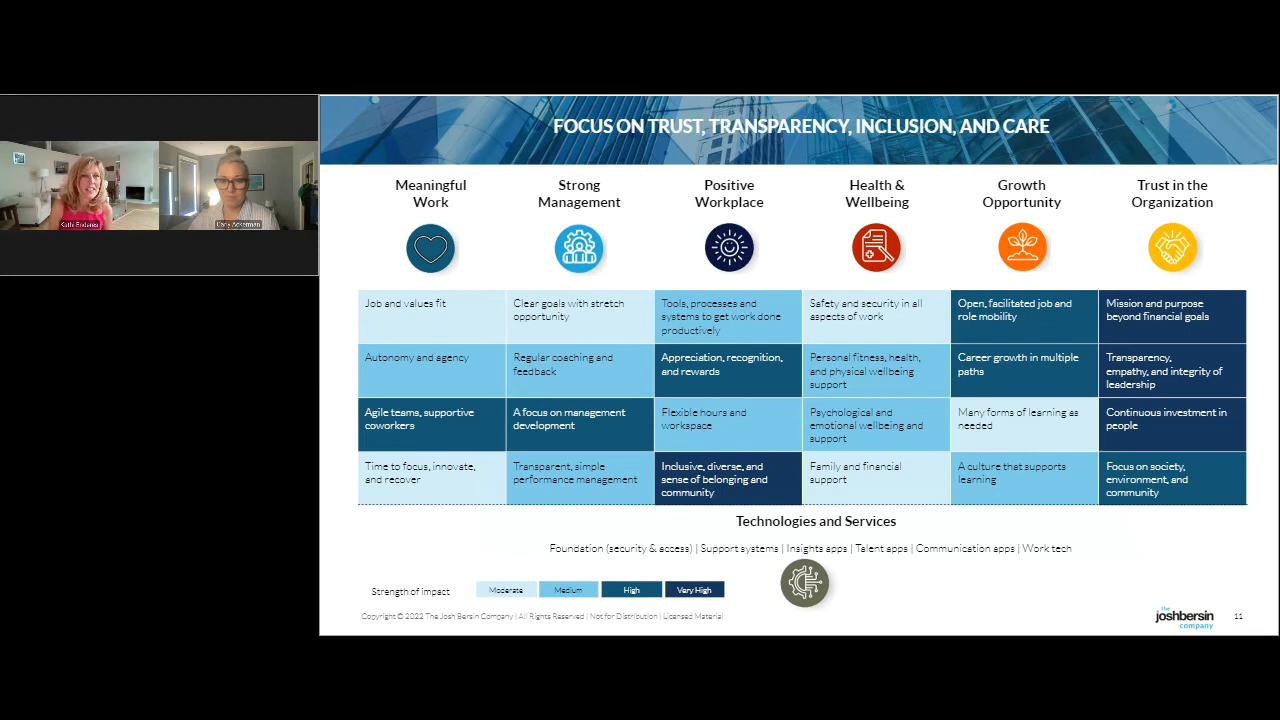 FOCUS ON TRUST, TRANSPARENCY, INCLUSION, AND CARE
Kathi Enderes
Carly Ackerman
Meaningful
Work
Strong
Management
Positive
Workplace
Health &
Wellbeing
Growth
Opportunity
Trust in the
Organization
Job and values fit
Clear goals with stretch
opportunity
Tools, processes and
systems to get work done
productively
Safety and security in all
aspects of work
Open, facilitated job and
role mobility
Mission and purpose
beyond financial goals
Autonomy and agency
Regular coaching and
feedback
Appreciation, recognition,
and rewards
Personal fitness, health,
and physical wellbeing
support
Career growth in multiple
paths
Transparency,
empathy, and integrity of
leadership
Agile teams, supportive
coworkers
A focus on management
development
Flexible hours and
workspace
Psychological and
emotional wellbeing and
support
Many forms of learning as
needed
Continuous investment in
people
Time to focus, innovate,
and recover
Transparent, simple
performance management
Inclusive, diverse, and
sense of belonging and
community
Family and financial
support
A culture that supports
learning
Focus on society,
environment, and
community
Technologies and Services
Foundation (security & access) | Support systems | Insights apps | Talent apps | Communication apps | Work tech
Strength of impact
Moderate
Medium
High
Very High
Copyright © 2022 The Josh Bersin Company | All Rights Reserved | Not for Distribution | Licensed Material
the
joshbersin
company
11